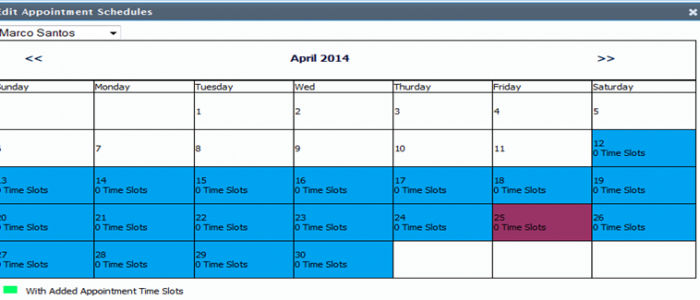 Edit Appointment Schedules
Marco Santos
<< April 2014 >>
Sunday Monday Tuesday Wed Thurday Friday Saturday
1 2 3 4 5
7 8 9 10 11 12
0 Time Slots
13 14 15 16 17 18 19
0 Time Slots 0 Time Slots 0 Time Slots 0 Time Slots 0 Time Slots 0 Time Slots 0 Time Slots
20 21 22 23 24 25 26
0 Time Slots 0 Time Slots 0 Time Slots 0 Time Slots 0 Time Slots 0 Time Slots 0 Time Slots
27 28 29 30
0 Time Slots 0 Time Slots 0 Time Slots 0 Time Slots
With Added Appointment Time Slots